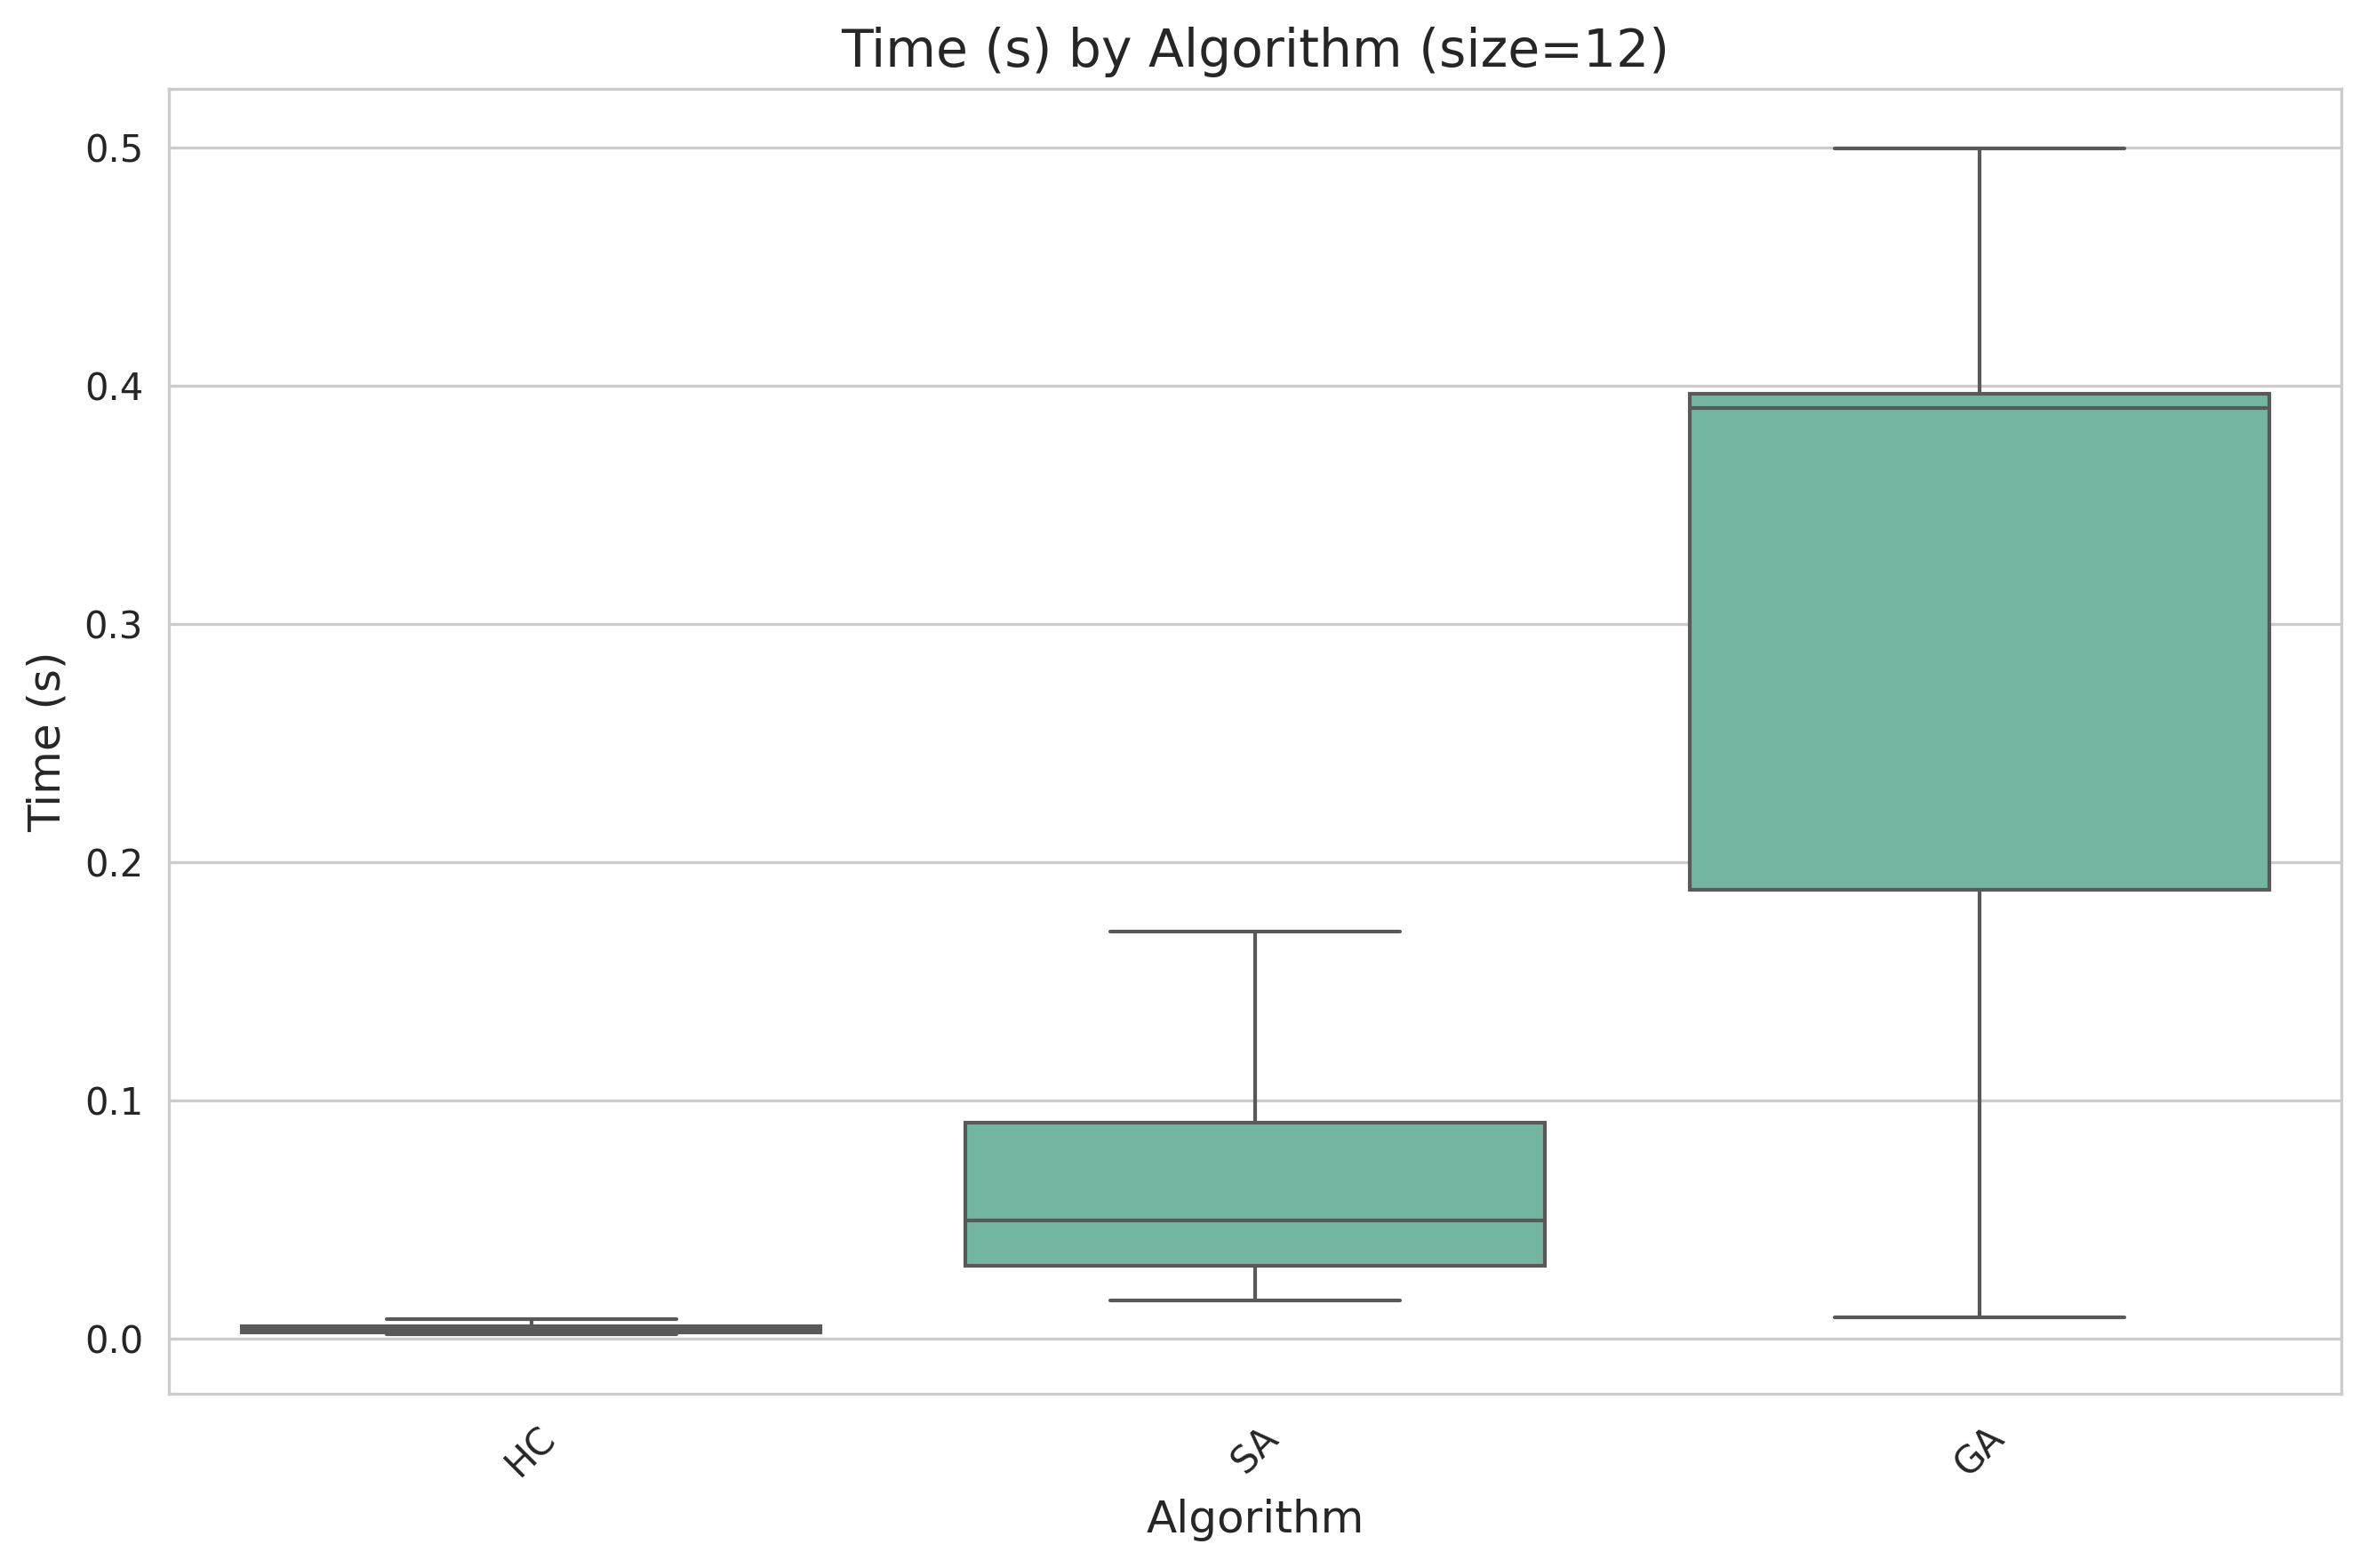 Time (s) by Algorithm (size=12)
Time (s)
0.5
0.4
0.3
0.2
0.1
0.0
HC
SA
GA
Algorithm